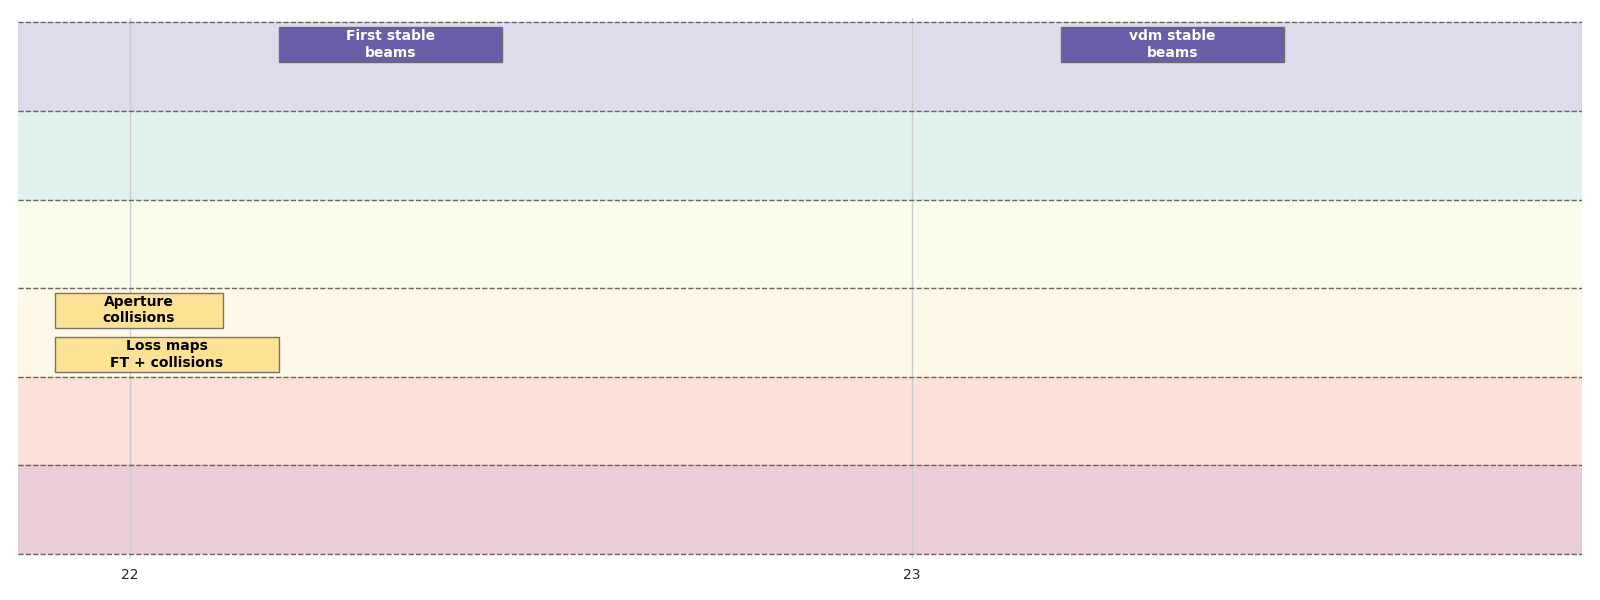 First stable
beams
vdm stable
beams
Aperture
collisions
Loss maps
FT + collisions
22
23